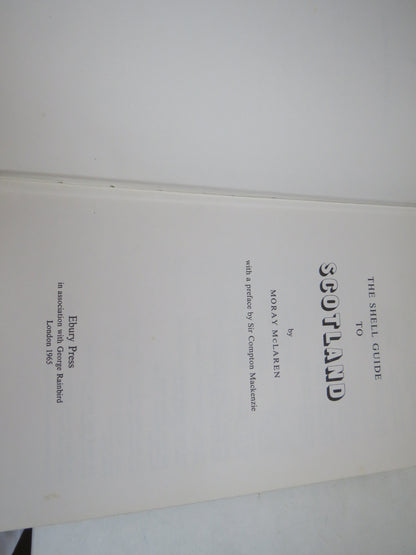 THE SHELL GUIDE
TO
SCOTLAND
by
MORAY McLAREN
with a preface by Sir Compton Mackenzie
Ebury Press
in association with George Rainbird
London 1965